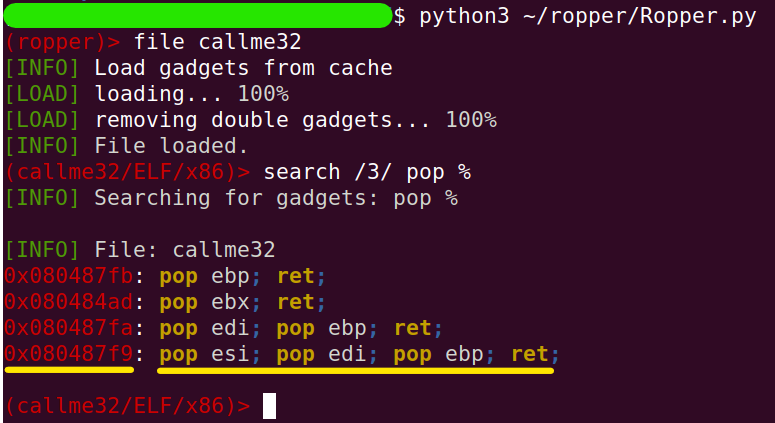 $ python3 ~/ropper/Ropper.py
(ropper)> file callme32
[INFO] Load gadgets from cache
[LOAD] loading... 100%
[LOAD] removing double gadgets... 100%
[INFO] File loaded.
(callme32/ELF/x86)> search /3/ pop %
[INFO] Searching for gadgets: pop %
[INFO] File: callme32
0x080487fb: pop ebp; ret;
0x080484ad: pop ebx; ret;
0x080487fa: pop edi; pop ebp; ret;
0x080487f9: pop esi; pop edi; pop ebp; ret;
(callme32/ELF/x86)>